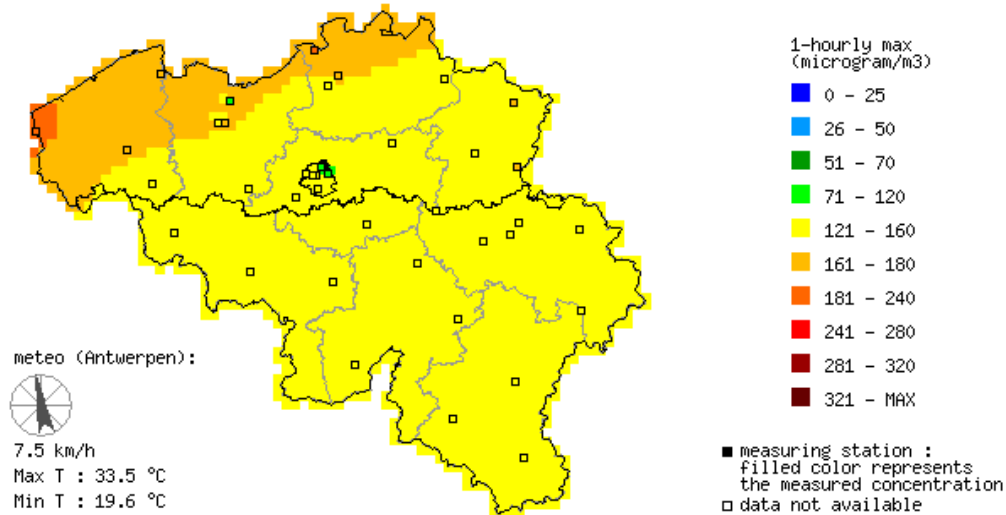 1-hourly max
(microgram/m3)
0 - 25
26 - 50
51 - 70
71 - 120
121 - 160
161 - 180
181 - 240
241 - 280
281 - 320
321 - MAX
meteo (Antwerpen):
7.5 km/h
Max T : 33.5 °C
Min T : 19.6 °C
measuring station :
filled color represents
the measured concentration
data not available